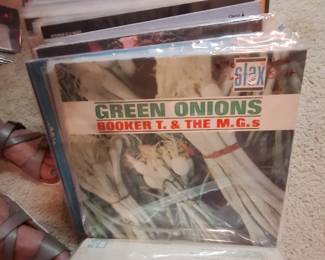 stax
GREEN ONIONS
BOOKER T. & THE M.G.s